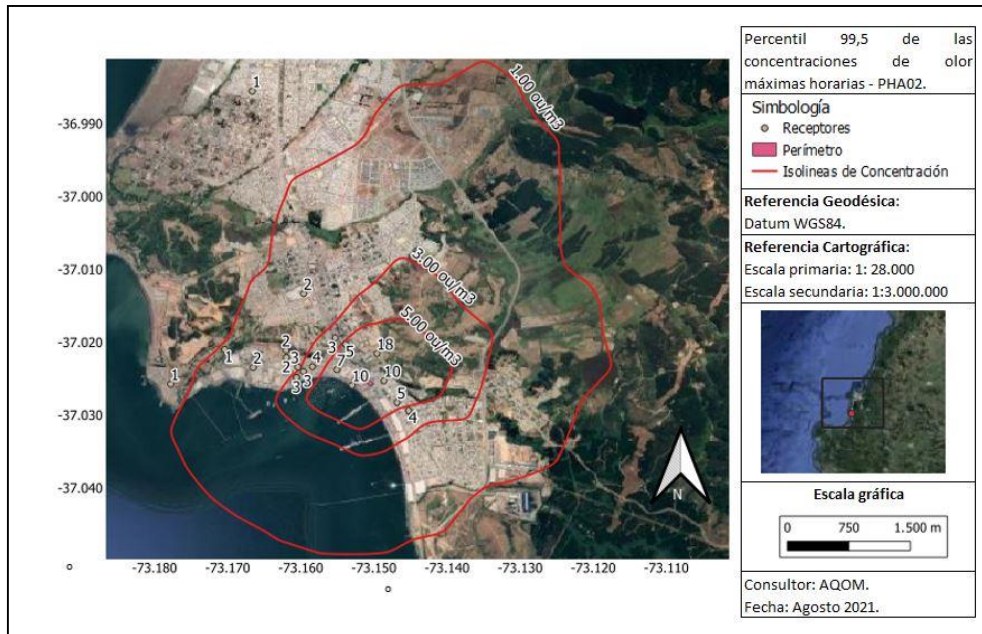 Percentil 99,5 de las
concentraciones de olor
máximas horarias - PHA02.
Simbología
Receptores
Perímetro
Isolineas de Concentración
Referencia Geodésica:
Datum WGS84.
Referencia Cartográfica:
Escala primaria: 1: 28.000
Escala secundaria: 1:3.000.000
Escala gráfica
0 750 1.500 m
Consultor: AQOM.
Fecha: Agosto 2021.
1.00 ou/m3
3.00 ou/m3
5.00 ou/m3
1
2
18
2
3
5
3
4
7
1
2
2
10
10
1
3
3
5
4
-36.990
-37.000
-37.010
-37.020
-37.030
-37.040
o
-73.180 -73.170 -73.160 -73.150 -73.140 -73.130 -73.120 -73.110
o
N